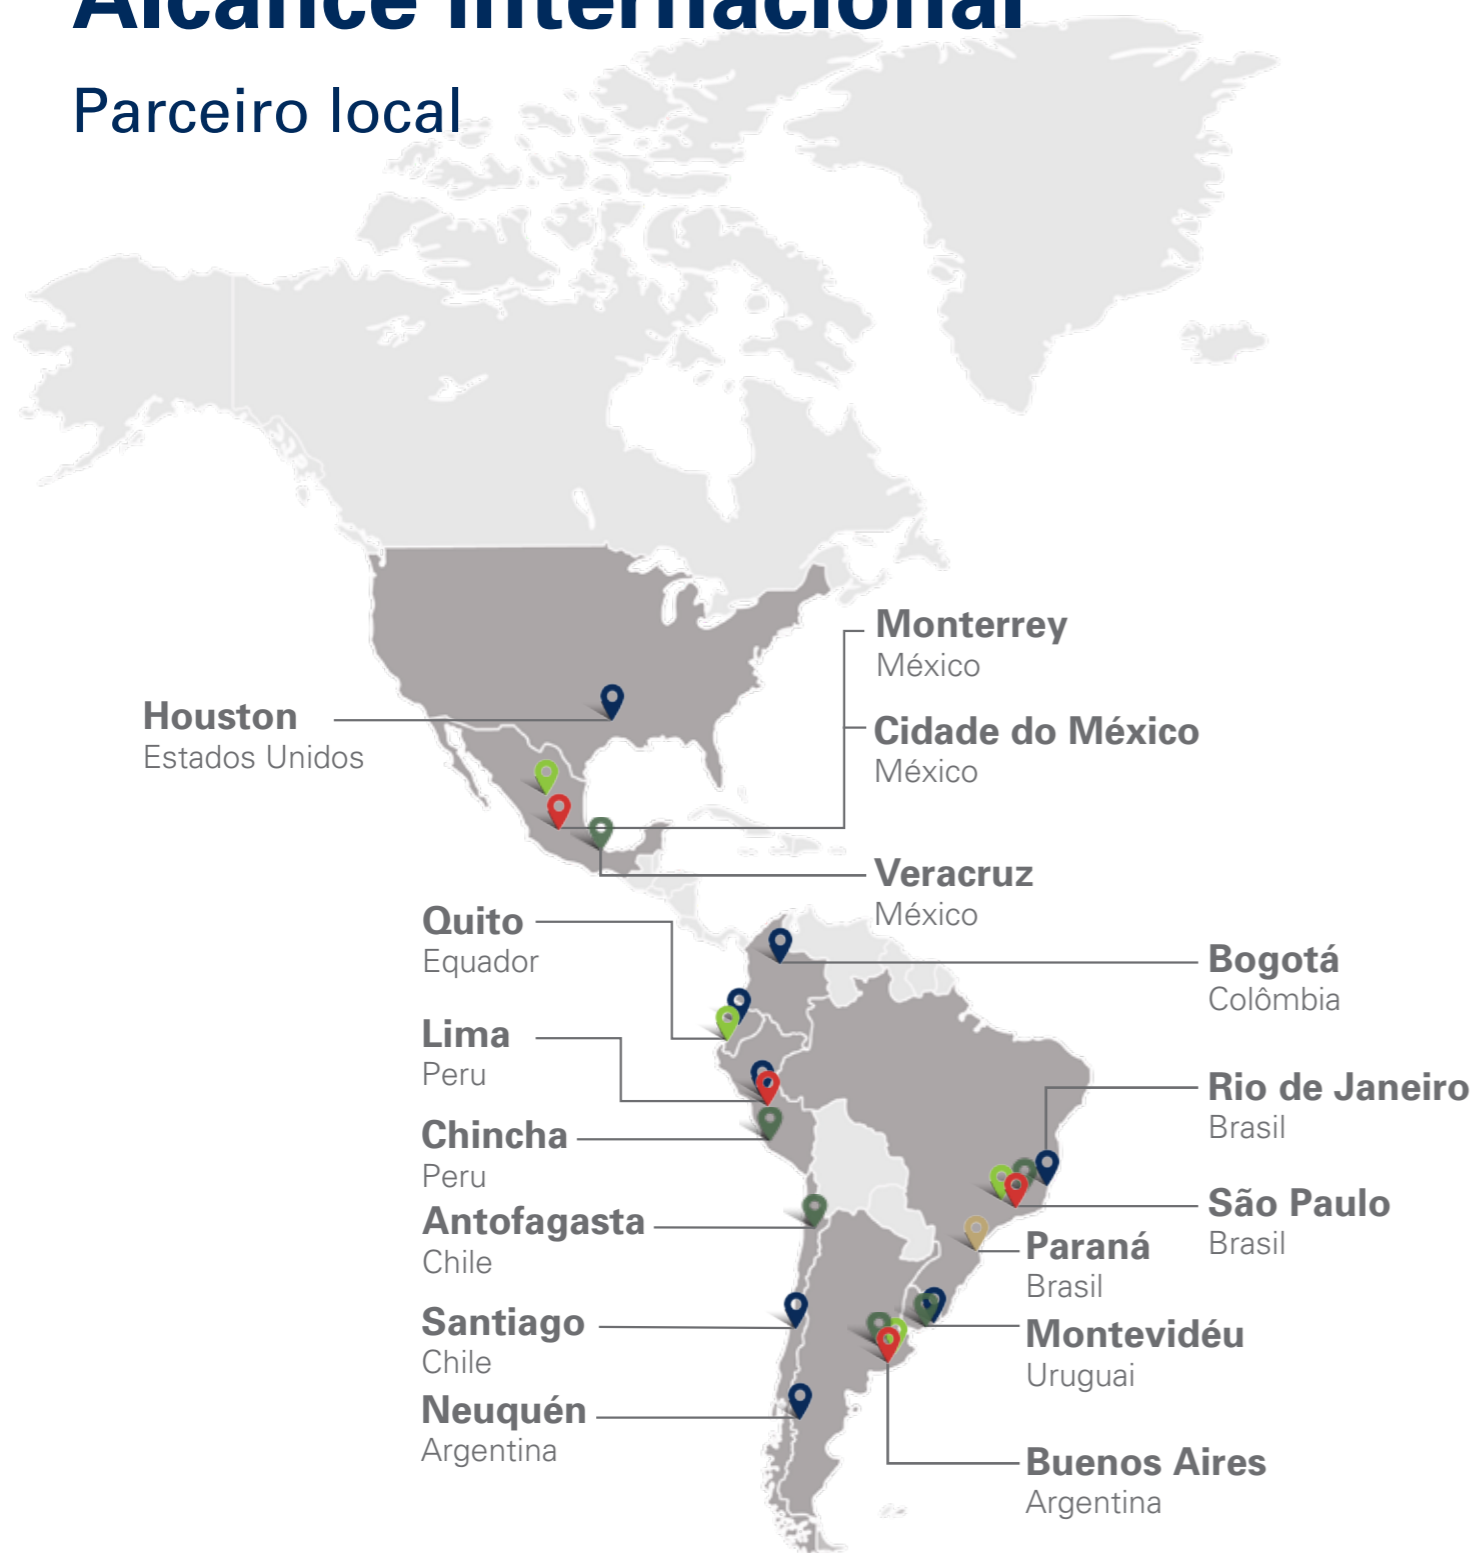 Alcance internacional
Parceiro local
Monterrey
México
Houston
Estados Unidos
Cidade do México
México
Veracruz
México
Quito
Equador
Bogotá
Colômbia
Lima
Peru
Rio de Janeiro
Brasil
Chincha
Peru
São Paulo
Brasil
Antofagasta
Chile
Paraná
Brasil
Santiago
Chile
Montevidéu
Uruguai
Neuquén
Argentina
Buenos Aires
Argentina